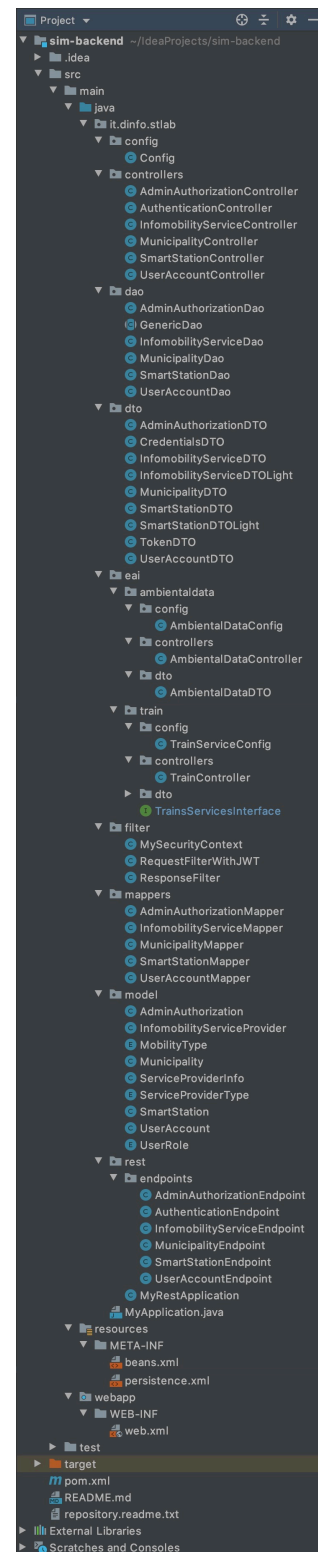 Project
sim-backend ~/IdeaProjects/sim-backend
.idea
src
main
java
it.dinfo.stlab
config
Config
controllers
AdminAuthorizationController
AuthenticationController
InfomobilityServiceController
MunicipalityController
SmartStationController
UserAccountController
dao
AdminAuthorizationDao
GenericDao
InfomobilityServiceDao
MunicipalityDao
SmartStationDao
UserAccountDao
dto
AdminAuthorizationDTO
CredentialsDTO
InfomobilityServiceDTO
InfomobilityServiceDTOLight
MunicipalityDTO
SmartStationDTO
SmartStationDTOLight
TokenDTO
UserAccountDTO
eai
ambientaldata
config
AmbientalDataConfig
controllers
AmbientalDataController
dto
AmbientalDataDTO
train
config
TrainServiceConfig
controllers
TrainController
dto
TrainsServicesInterface
filter
MySecurityContext
RequestFilterWithJWT
ResponseFilter
mappers
AdminAuthorizationMapper
InfomobilityServiceMapper
MunicipalityMapper
SmartStationMapper
UserAccountMapper
model
AdminAuthorization
InfomobilityServiceProvider
MobilityType
Municipality
ServiceProviderInfo
ServiceProviderType
SmartStation
UserAccount
UserRole
rest
endpoints
AdminAuthorizationEndpoint
AuthenticationEndpoint
InfomobilityServiceEndpoint
MunicipalityEndpoint
SmartStationEndpoint
UserAccountEndpoint
MyRestApplication
MyApplication.java
resources
META-INF
beans.xml
persistence.xml
webapp
WEB-INF
web.xml
test
target
pom.xml
README.md
repository.readme.txt
External Libraries
Scratches and Consoles